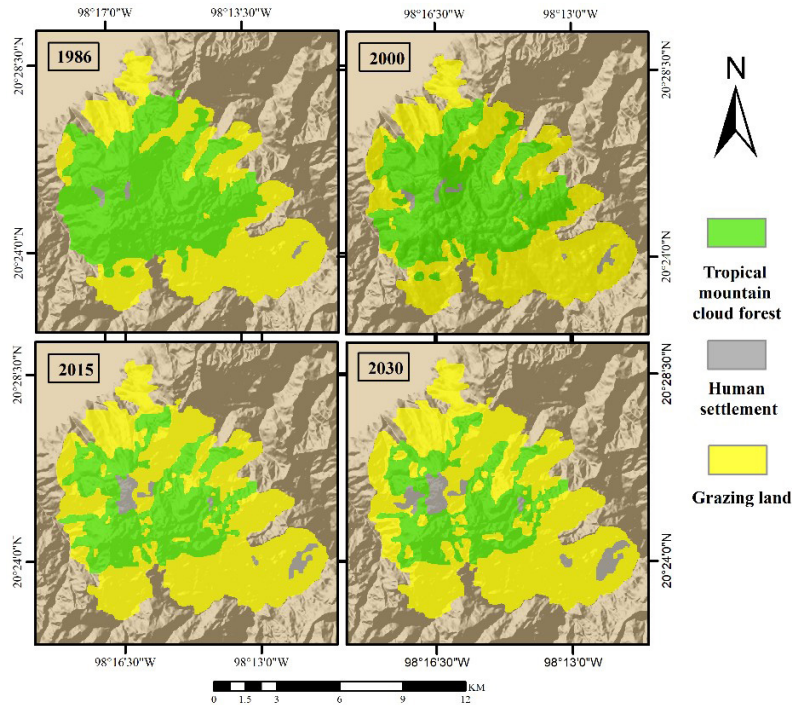 98°17'0"W
98°13'30"W
98°16'30"W
98°13'0"W
20°28'30"N
1986
2000
20°28'30"N
N
20°24'0"N
20°24'0"N
Tropical
mountain
cloud forest
20°28'30"N
2015
2030
20°28'30"N
Human
settlement
Grazing land
20°24'0"N
20°24'0"N
98°16'30"W
98°13'0"W
98°16'30"W
98°13'0"W
KM
0 1.5 3 6 9 12